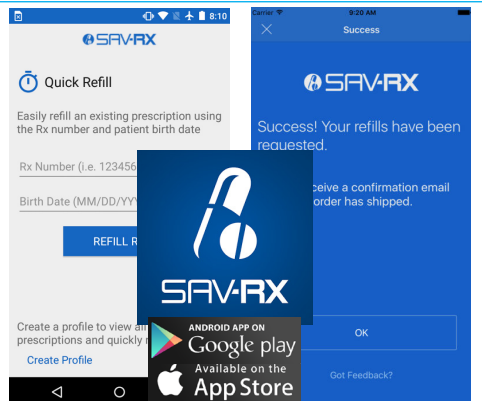 8:10
SAV-RX
Quick Refill
Easily refill an existing prescription using
the Rx number and patient birth date
Rx Number (i.e. 123456
Birth Date (MM/DD/YYY
REFILL R
Create a profile to view all
prescriptions and quickly
Create Profile
Carrier
9:20 AM
Success
SAV-RX
Success! Your refills have been
requested.
ceive a confirmation email
order has shipped.
OK
Got Feedback?
SAV-RX
ANDROID APP ON
Google play
Available on the
App Store